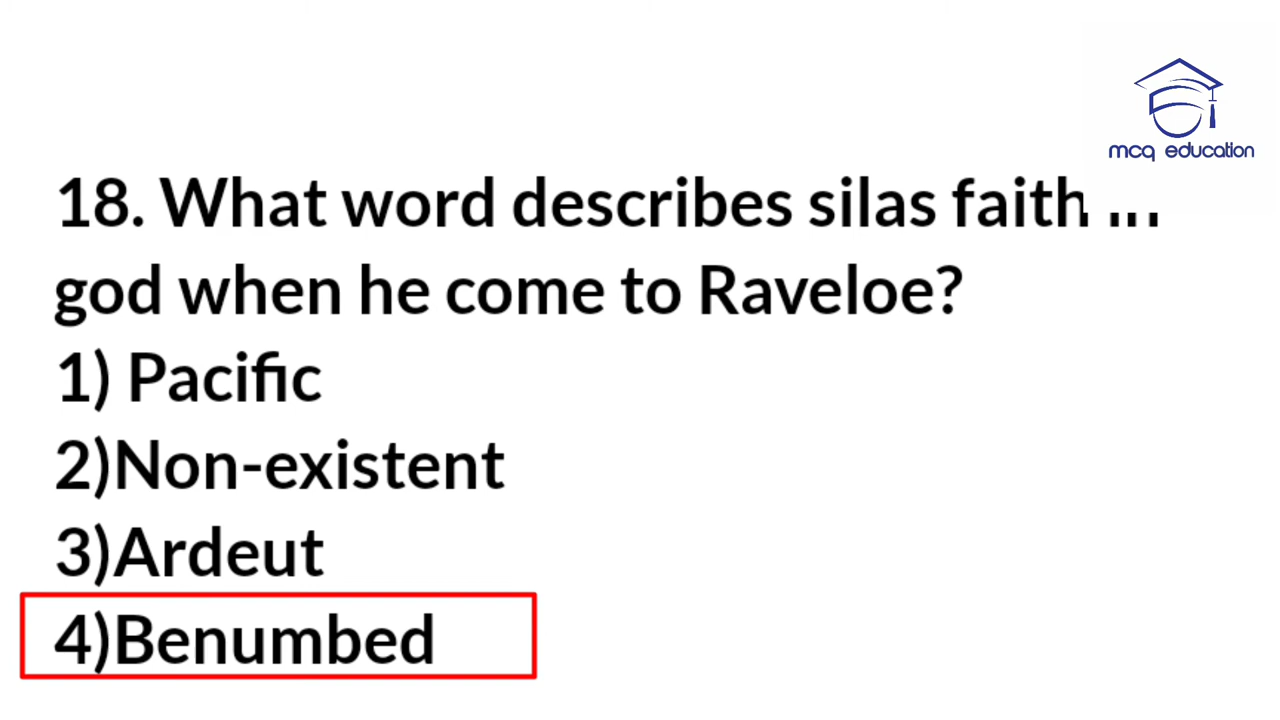 mcq education
18. What word describes silas faith in
god when he come to Raveloe?
1) Pacific
2)Non-existent
3)Ardeut
4)Benumbed